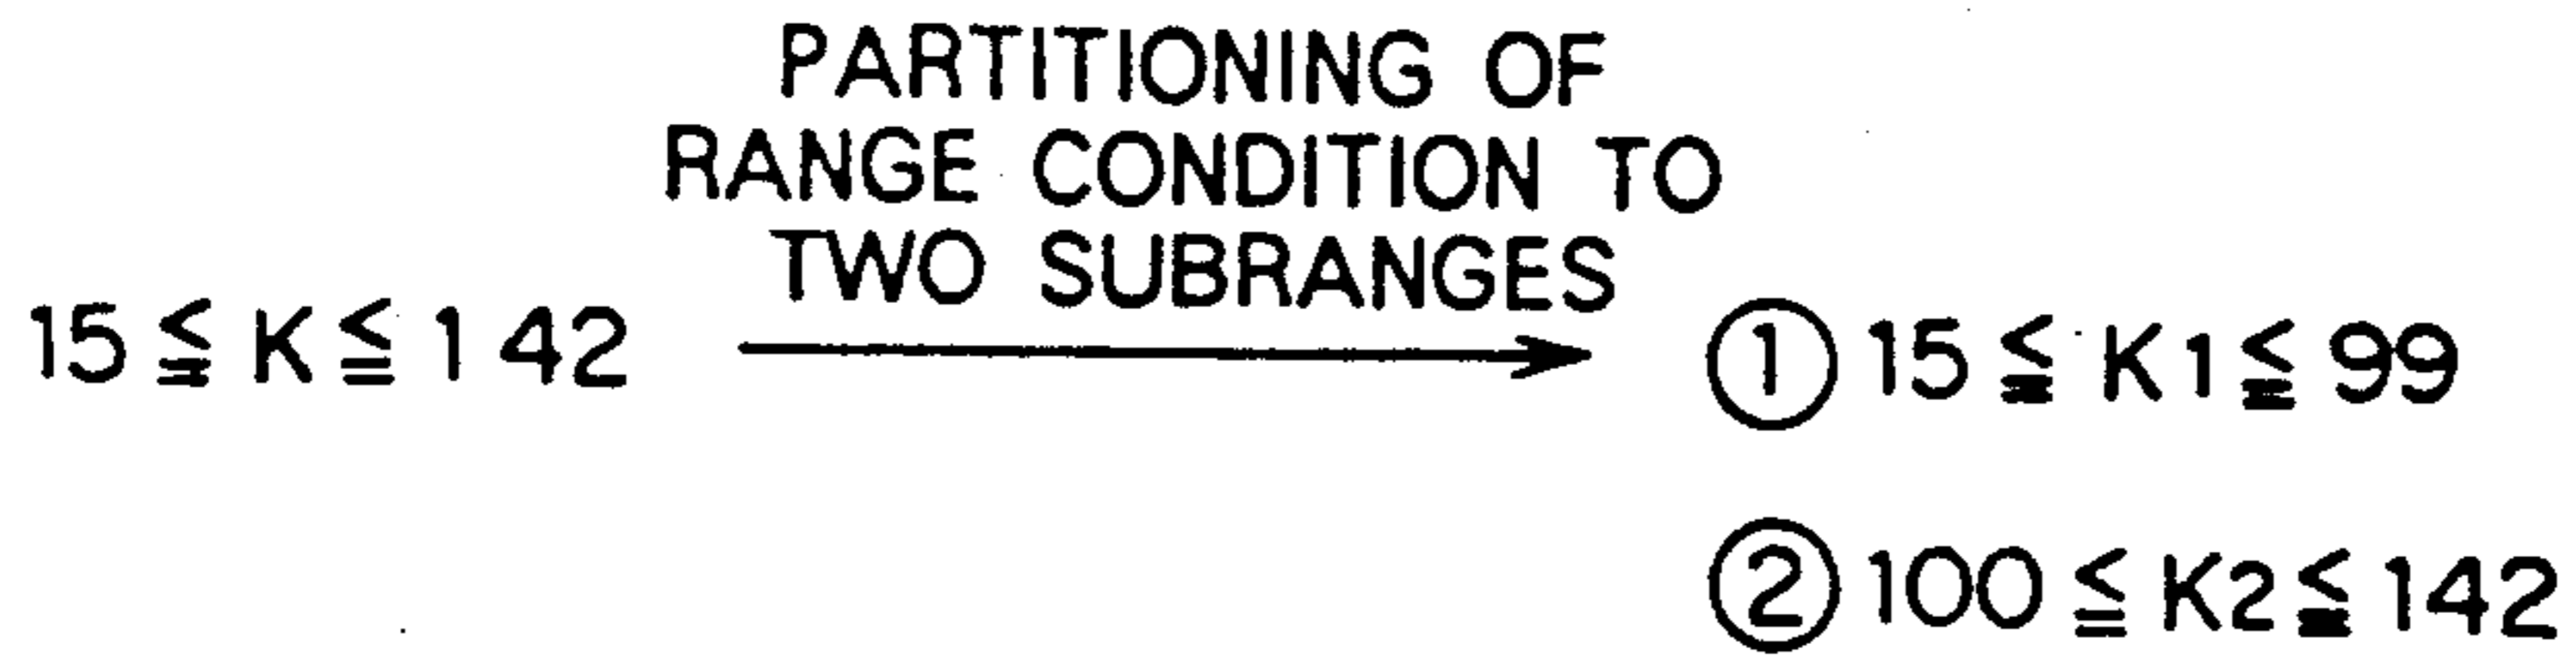 PARTITIONING OF
RANGE CONDITION TO
TWO SUBRANGES
15 ≦ K ≦ 142
① 15 ≦ K1 ≦ 99
② 100 ≦ K2 ≦ 142